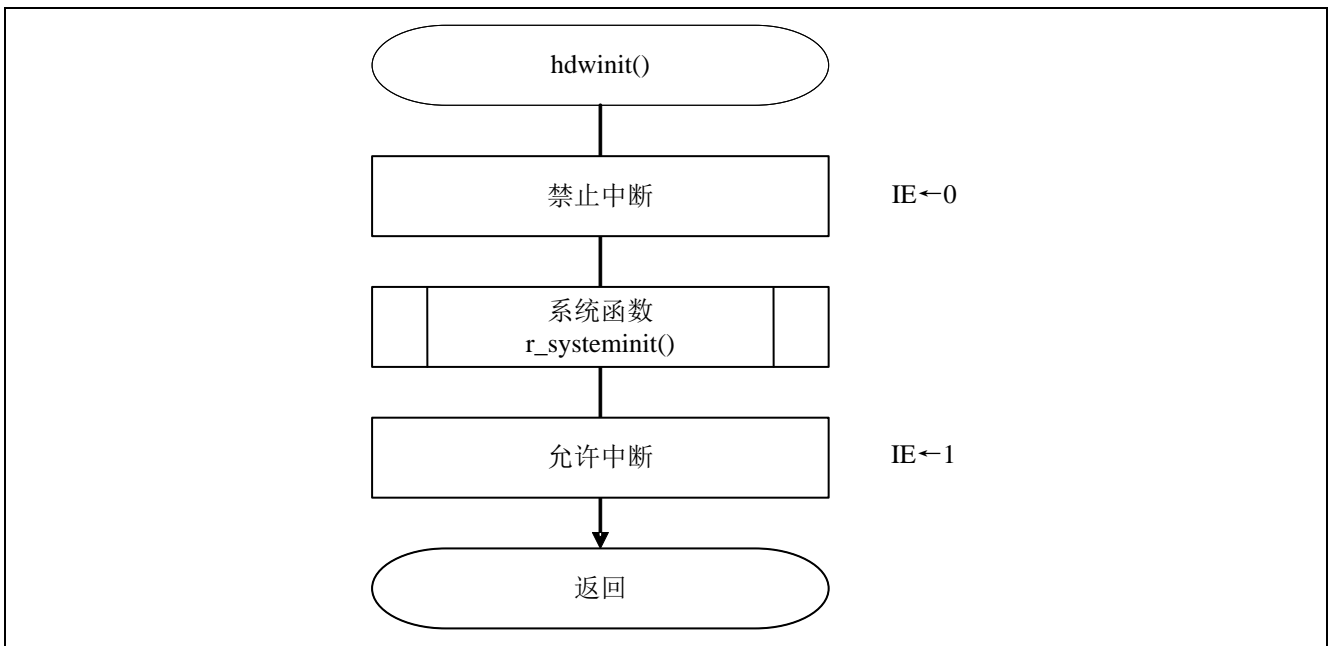 hdwinit()
禁止中断
IE←0
系统函数
r_systeminit()
允许中断
IE←1
返回